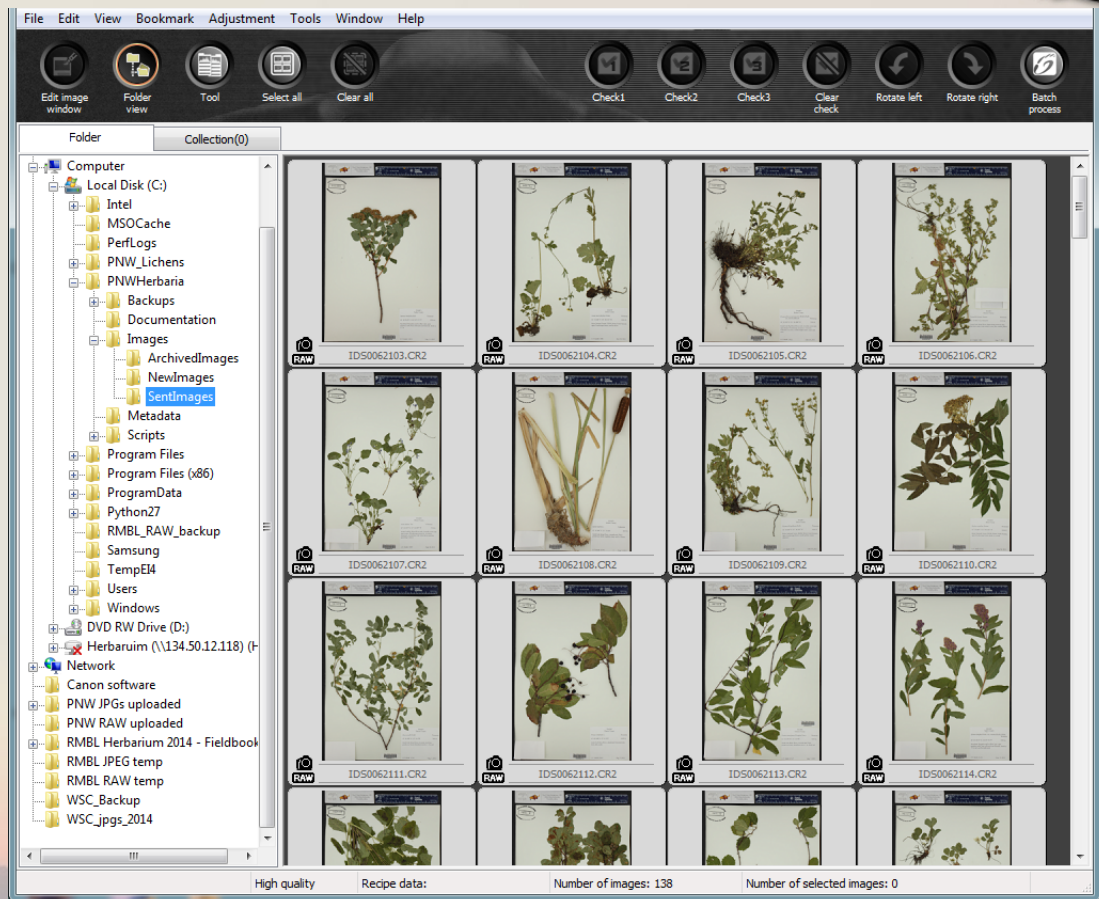 File Edit View Bookmark Adjustment Tools Window Help
Edit image window
Folder view
Tool
Select all
Clear all
Check1
Check2
Check3
Clear check
Rotate left
Rotate right
Batch process
Folder
Collection(0)
Computer
Local Disk (C:)
Intel
MSOCache
PerfLogs
PNW_Lichens
PNWHerbaria
Backups
Documentation
Images
ArchivedImages
NewImages
SentImages
Metadata
Scripts
Program Files
Program Files (x86)
ProgramData
Python27
RMBL_RAW_backup
Samsung
TempEI4
Users
Windows
DVD RW Drive (D:)
Herbaruim (\\134.50.12.118) (H
Network
Canon software
PNW JPGs uploaded
PNW RAW uploaded
RMBL Herbarium 2014 - Fieldbook
RMBL JPEG temp
RMBL RAW temp
WSC_Backup
WSC_jpgs_2014
RAW IDS0062103.CR2
RAW IDS0062104.CR2
RAW IDS0062105.CR2
RAW IDS0062106.CR2
RAW IDS0062107.CR2
RAW IDS0062108.CR2
RAW IDS0062109.CR2
RAW IDS0062110.CR2
RAW IDS0062111.CR2
RAW IDS0062112.CR2
RAW IDS0062113.CR2
RAW IDS0062114.CR2
High quality
Recipe data:
Number of images: 138
Number of selected images: 0